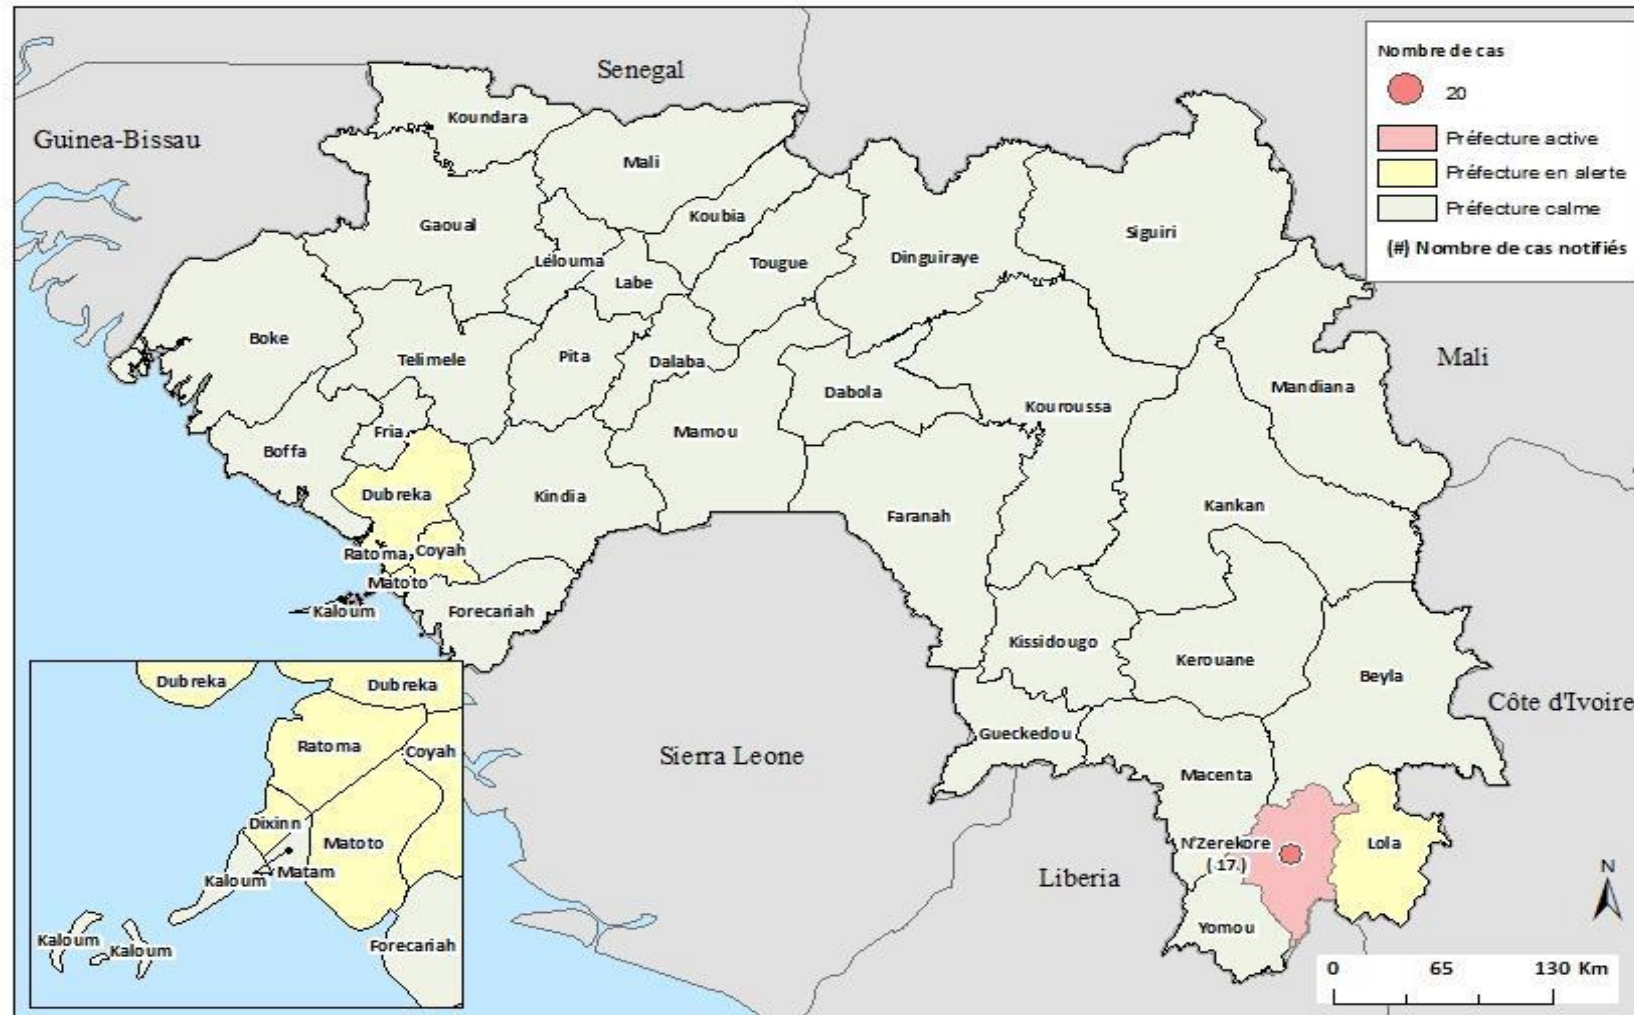 Senegal
Guinea-Bissau
Koundara
Mali
Koubia
Gaoual
Lelouma
Labe
Tougue
Dinguiraye
Siguiri
Boke
Telimele
Pita
Dalaba
Dabola
Kouroussa
Mandiana
Mali
Fria
Boffa
Mamou
Dubreka
Kindia
Faranah
Kankan
Ratoma
Coyah
Matoto
Kaloum
Forecariah
Kissidougo
Kerouane
Beyla
Côte d'Ivoire
Gueckedou
Sierra Leone
Macenta
N'Zerekore
( 17.)
Lola
Liberia
Yomou
Nombre de cas
20
Préfecture active
Préfecture en alerte
Préfecture calme
(#) Nombre de cas notifiés
Dubreka
Dubreka
Ratoma
Coyah
Dixinn
Matoto
Matam
Kaloum
Kaloum
Kaloum
Forecariah
N
0 65 130 Km